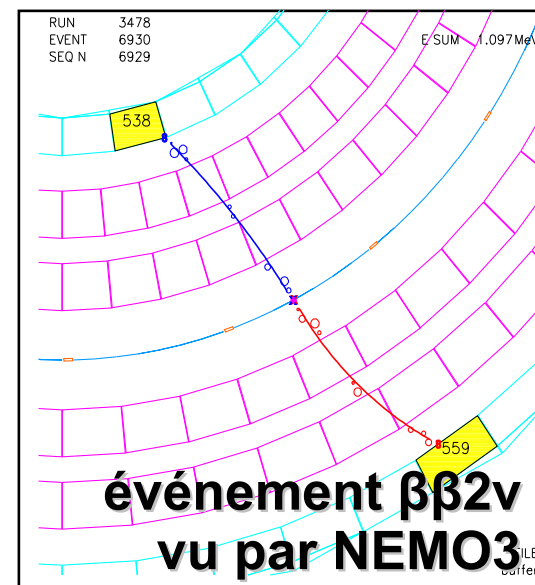 RUN 3478
EVENT 6930
SEQ N 6929
E SUM 1.097MeV
538
559
événement ββ2ν
vu par NEMO3